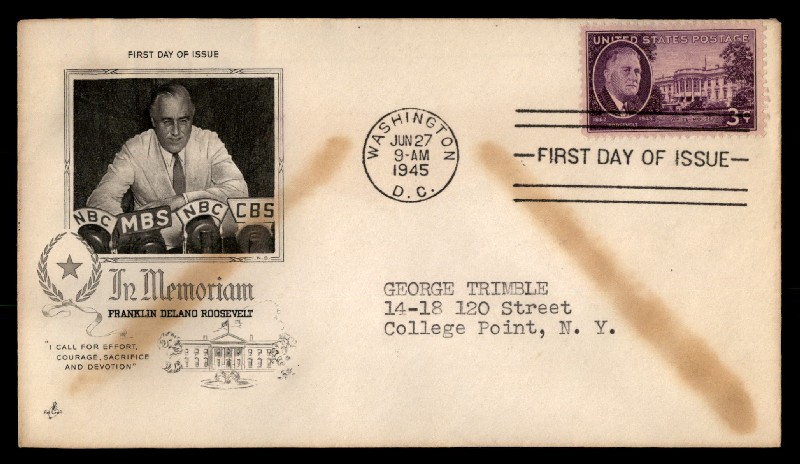 FIRST DAY OF ISSUE
NBC
MBS
NBC
CBS
In Memoriam
FRANKLIN DELANO ROOSEVELT
"I CALL FOR EFFORT,
COURAGE, SACRIFICE
AND DEVOTION"
WASHINGTON
JUN 27
9-AM
1945
D. C.
UNITED STATES POSTAGE
3¢
FIRST DAY OF ISSUE
GEORGE TRIMBLE
14-18 120 Street
College Point, N. Y.